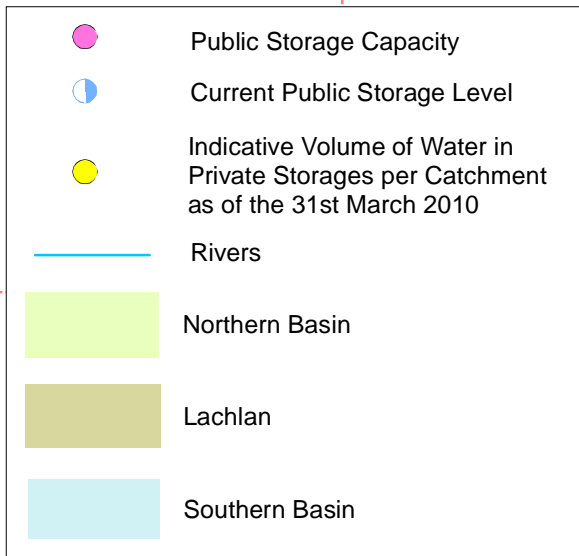 Public Storage Capacity
Current Public Storage Level
Indicative Volume of Water in
Private Storages per Catchment
as of the 31st March 2010
Rivers
Northern Basin
Lachlan
Southern Basin